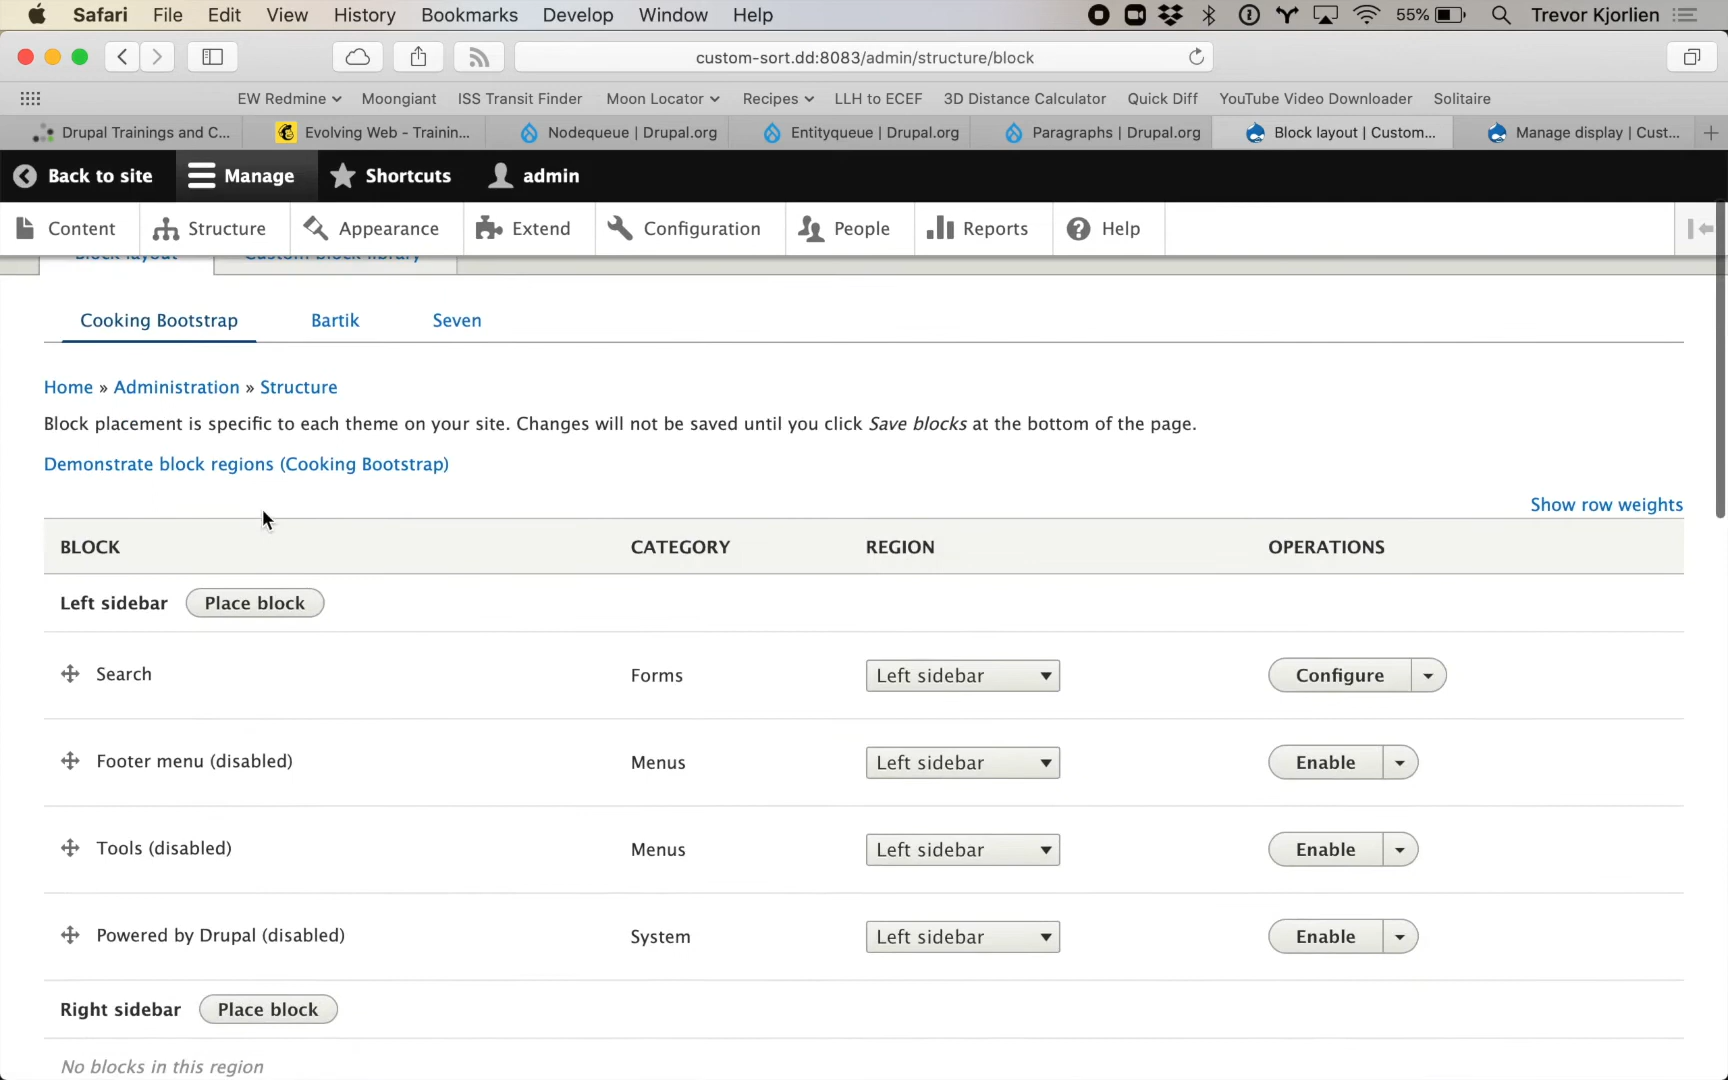 Safari File Edit View History Bookmarks Develop Window Help 55% Trevor Kjorlien
custom-sort.dd:8083/admin/structure/block
EW Redmine Moongiant ISS Transit Finder Moon Locator Recipes LLH to ECEF 3D Distance Calculator Quick Diff YouTube Video Downloader Solitaire
Drupal Trainings and C... Evolving Web - Trainin... Nodequeue | Drupal.org Entityqueue | Drupal.org Paragraphs | Drupal.org Block layout | Custom... Manage display | Cust...
Back to site Manage Shortcuts admin
Content Structure Appearance Extend Configuration People Reports Help
Block layout Custom block library
Cooking Bootstrap Bartik Seven
Home » Administration » Structure
Block placement is specific to each theme on your site. Changes will not be saved until you click Save blocks at the bottom of the page.
Demonstrate block regions (Cooking Bootstrap)
Show row weights
BLOCK CATEGORY REGION OPERATIONS
Left sidebar Place block
Search Forms Left sidebar Configure
Footer menu (disabled) Menus Left sidebar Enable
Tools (disabled) Menus Left sidebar Enable
Powered by Drupal (disabled) System Left sidebar Enable
Right sidebar Place block
No blocks in this region